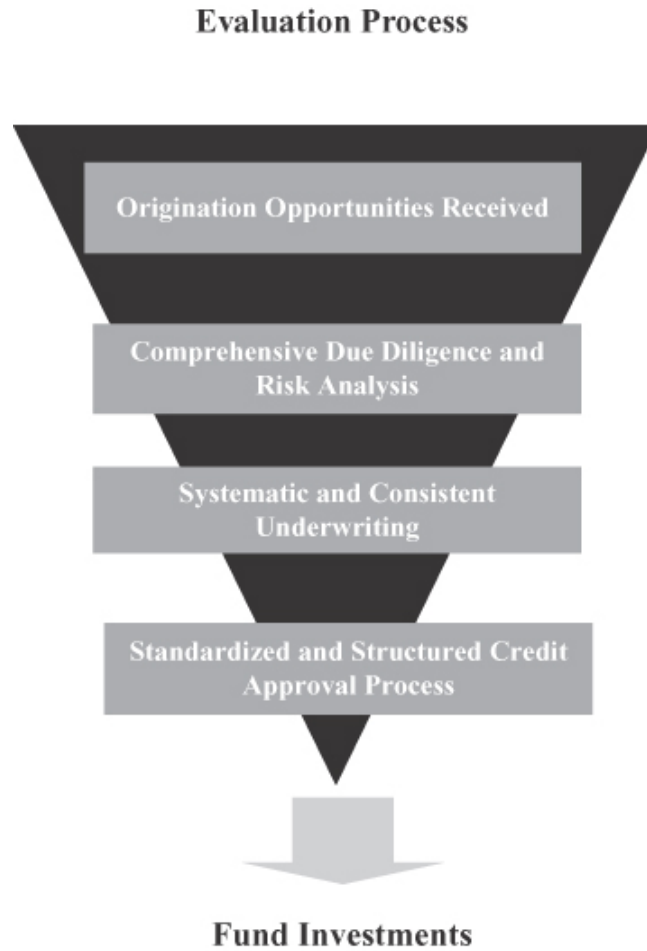 Evaluation Process
Origination Opportunities Received
Comprehensive Due Diligence and
Risk Analysis
Systematic and Consistent
Underwriting
Standardized and Structured Credit
Approval Process
Fund Investments